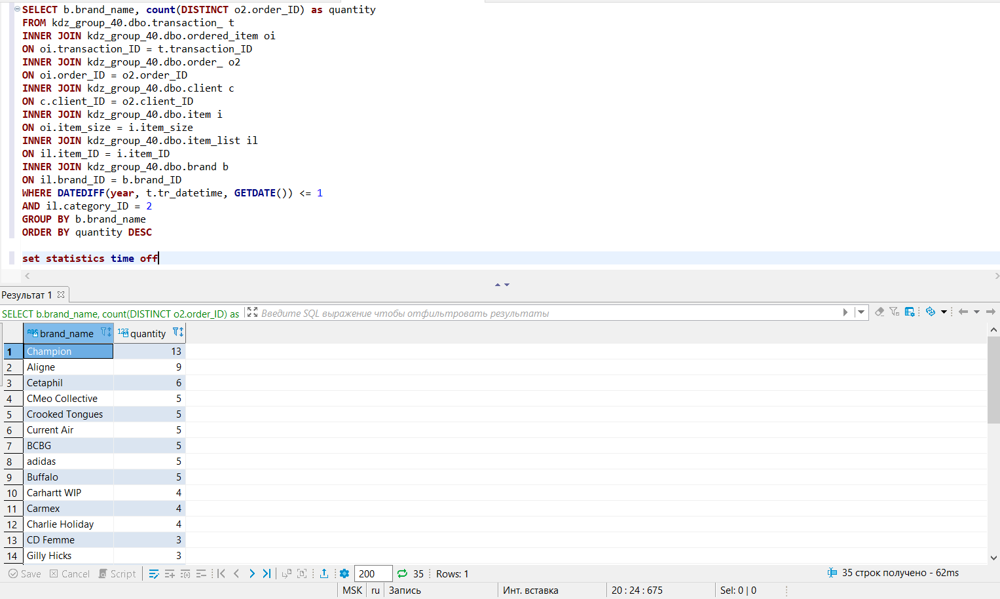 SELECT b.brand_name, count(DISTINCT o2.order_ID) as quantity
FROM kdz_group_40.dbo.transaction_ t
INNER JOIN kdz_group_40.dbo.ordered_item oi
ON oi.transaction_ID = t.transaction_ID
INNER JOIN kdz_group_40.dbo.order_ o2
ON oi.order_ID = o2.order_ID
INNER JOIN kdz_group_40.dbo.client c
ON c.client_ID = o2.client_ID
INNER JOIN kdz_group_40.dbo.item i
ON oi.item_size = i.item_size
INNER JOIN kdz_group_40.dbo.item_list il
ON il.item_ID = i.item_ID
INNER JOIN kdz_group_40.dbo.brand b
ON il.brand_ID = b.brand_ID
WHERE DATEDIFF(year, t.tr_datetime, GETDATE()) <= 1
AND il.category_ID = 2
GROUP BY b.brand_name
ORDER BY quantity DESC
set statistics time off
Результат 1
SELECT b.brand_name, count(DISTINCT o2.order_ID) as Введите SQL выражение чтобы отфильтровать результаты
ABC brand_name 123 quantity
1 Champion 13
2 Aligne 9
3 Cetaphil 6
4 CMeo Collective 5
5 Crooked Tongues 5
6 Current Air 5
7 BCBG 5
8 adidas 5
9 Buffalo 5
10 Carhartt WIP 4
11 Carmex 4
12 Charlie Holiday 4
13 CD Femme 3
14 Gilly Hicks 3
Save Cancel Script 200 35 Rows: 1 35 строк получено - 62ms
MSK ru Запись Инт. вставка 20 : 24 : 675 Sel: 0 | 0